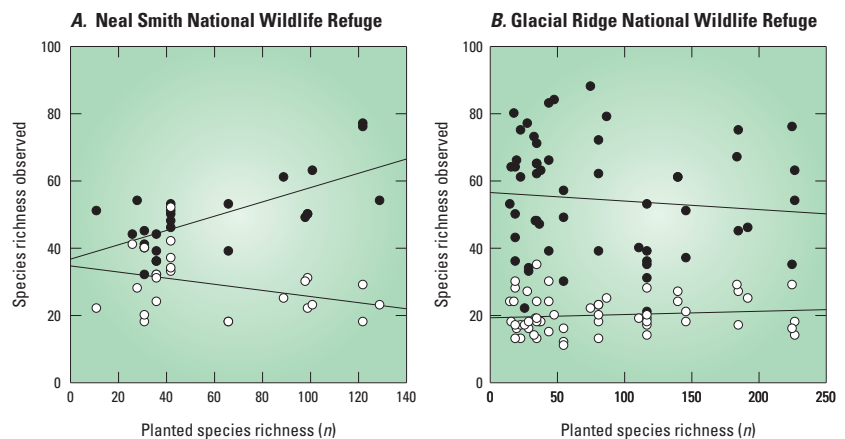 A. Neal Smith National Wildlife Refuge
100
80
60
40
20
0
Species richness observed
0 20 40 60 80 100 120 140
Planted species richness (n)
B. Glacial Ridge National Wildlife Refuge
100
80
60
40
20
0
Species richness observed
0 50 100 150 200 250
Planted species richness (n)